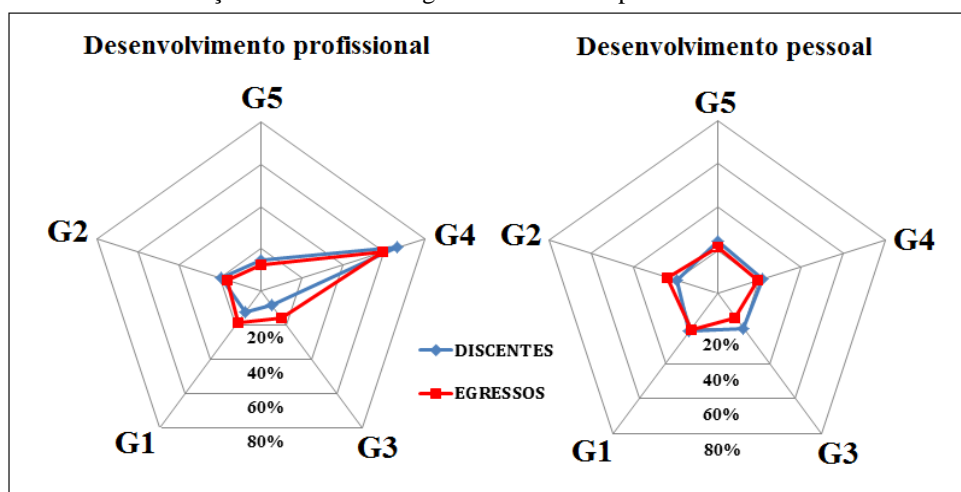 Desenvolvimento profissional
G5
G2
G4
20%
40%
60%
80%
G1
G3
DISCENTES
EGRESSOS
Desenvolvimento pessoal
G5
G2
G4
20%
40%
60%
80%
G1
G3